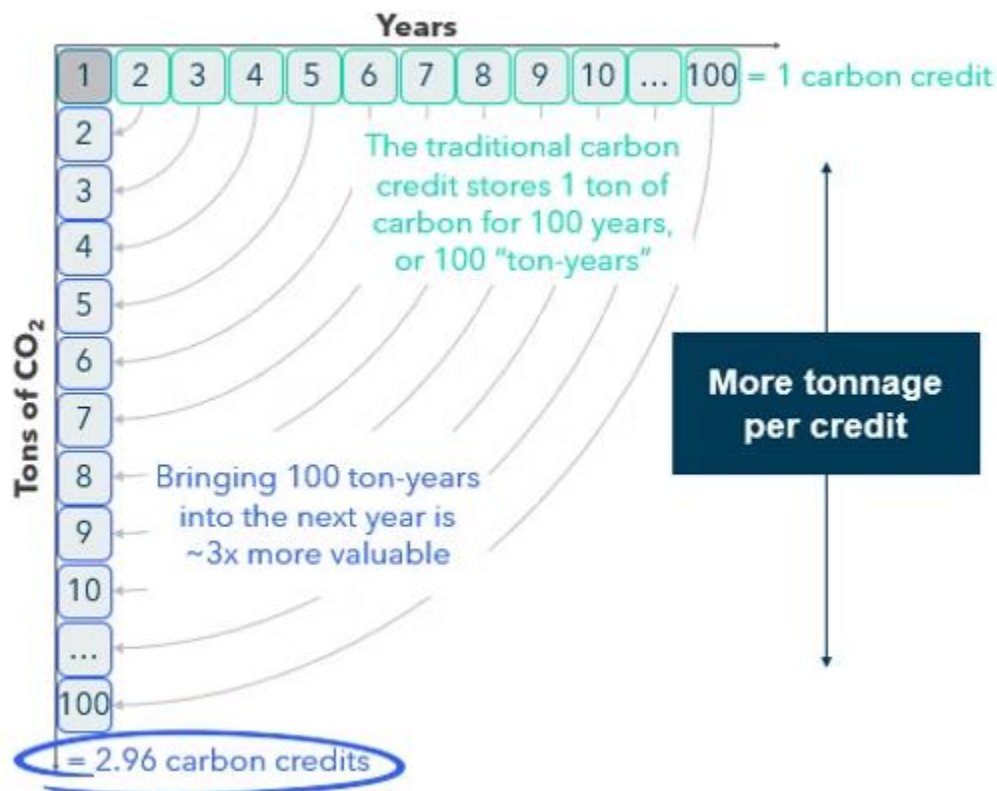 Years
1 2 3 4 5 6 7 8 9 10 ... 100 = 1 carbon credit
2
3
4
5
6
7
8
9
10
...
100
Tons of CO₂
The traditional carbon
credit stores 1 ton of
carbon for 100 years,
or 100 "ton-years"
More tonnage
per credit
Bringing 100 ton-years
into the next year is
~3x more valuable
= 2.96 carbon credits